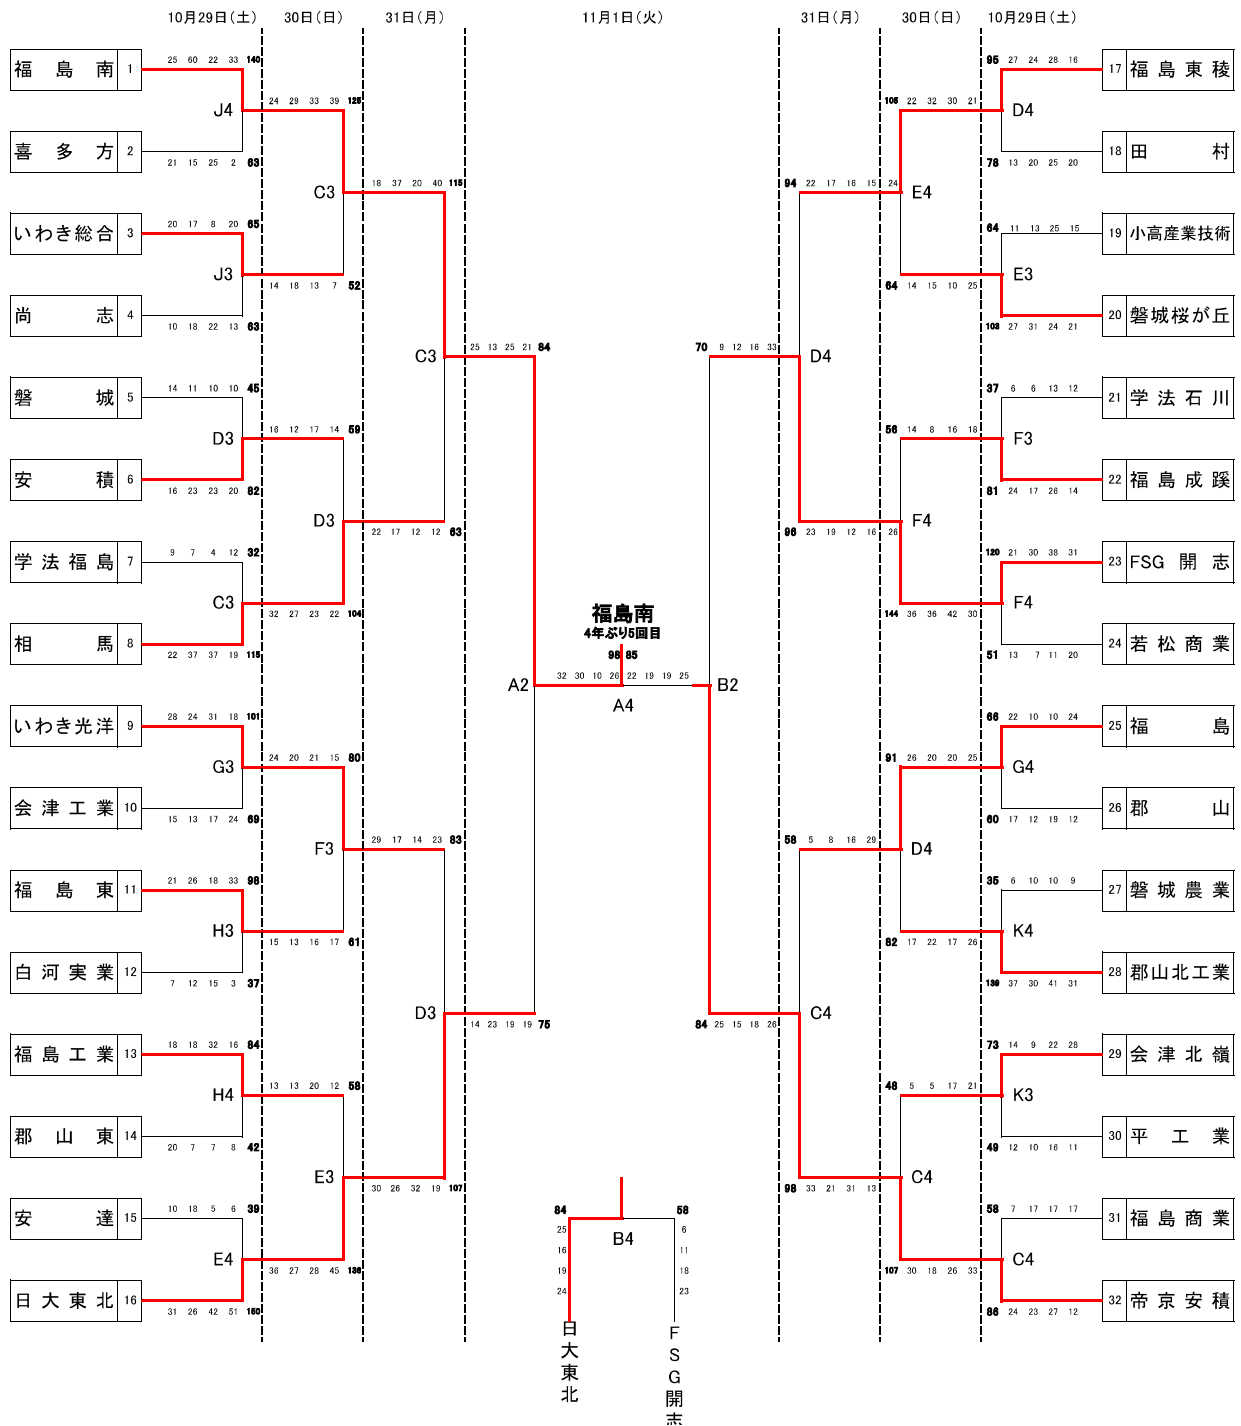 10月29日(土) 30日(日) 31日(月) 11月1日(火) 31日(月) 30日(日) 10月29日(土)
福島南 1 25 60 22 33 140
95 27 24 28 16 17 福島東稜
J4 24 29 33 39 125
105 22 32 30 21 D4
喜多方 2 21 15 25 2 63
78 13 20 25 20 18 田村
C3 18 37 20 40 115
94 22 17 16 15 24 E4
いわき総合 3 20 17 8 20 65
64 11 13 25 15 19 小高産業技術
J3 14 18 13 7 52
64 14 15 10 25 E3
尚志 4 10 18 22 13 63
103 27 31 24 21 20 磐城桜が丘
C3 25 13 25 21 84
70 9 12 16 33 D4
磐城 5 14 11 10 10 45
37 6 6 13 12 21 学法石川
D3 16 12 17 14 59
56 14 8 16 18 F3
安積 6 16 23 23 20 82
81 24 17 26 14 22 福島成蹊
D3 22 17 12 12 63
96 23 19 12 16 26 F4
学法福島 7 9 7 4 12 32
120 21 30 38 31 23 FSG開志
C3 32 27 23 22 104
144 36 36 42 30 F4
相馬 8 22 37 37 19 115
51 13 7 11 20 24 若松商業
福島南
4年ぶり5回目
98 85
A2 32 30 10 26 22 19 19 25 B2
A4
いわき光洋 9 28 24 31 18 101
66 22 10 10 24 25 福島
G3 24 20 21 15 80
91 26 20 20 25 G4
会津工業 10 15 13 17 24 69
60 17 12 19 12 26 郡山
F3 29 17 14 23 83
58 5 8 16 29 D4
福島東 11 21 26 18 33 98
35 6 10 10 9 27 磐城農業
H3 15 13 16 17 61
82 17 22 17 26 K4
白河実業 12 7 12 15 3 37
139 37 30 41 31 28 郡山北工業
D3 14 23 19 19 75
84 25 15 18 26 C4
福島工業 13 18 18 32 16 84
73 14 9 22 28 29 会津北嶺
H4 13 13 20 12 58
48 5 5 17 21 K3
郡山東 14 20 7 7 8 42
49 12 10 16 11 30 平工業
E3 30 26 32 19 107
98 33 21 31 13 C4
安達 15 10 18 5 6 39
58 7 17 17 17 31 福島商業
E4 36 27 28 45 136
107 30 18 26 33 C4
日大東北 16 31 26 42 51 150
86 24 23 27 12 32 帝京安積
84 58
B4
25 6
16 11
19 18
24 23
日大東北
FSG開志